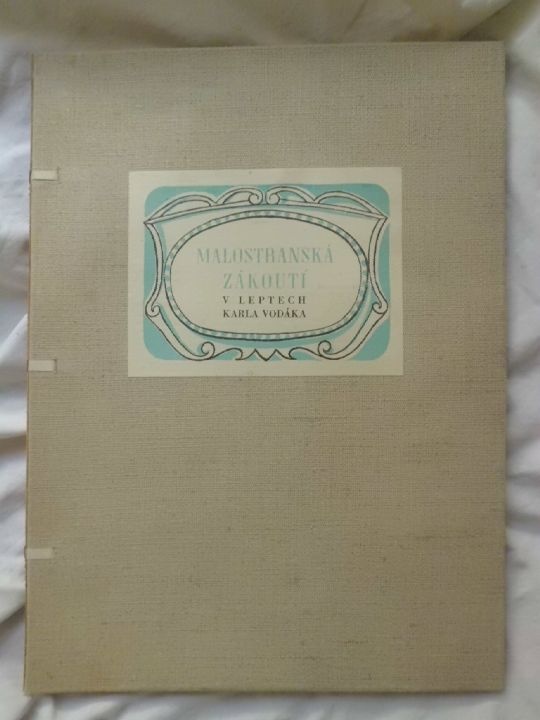 MALOSTRANSKÁ
ZÁKOUTÍ
V LEPTECH
KARLA VODÁKA